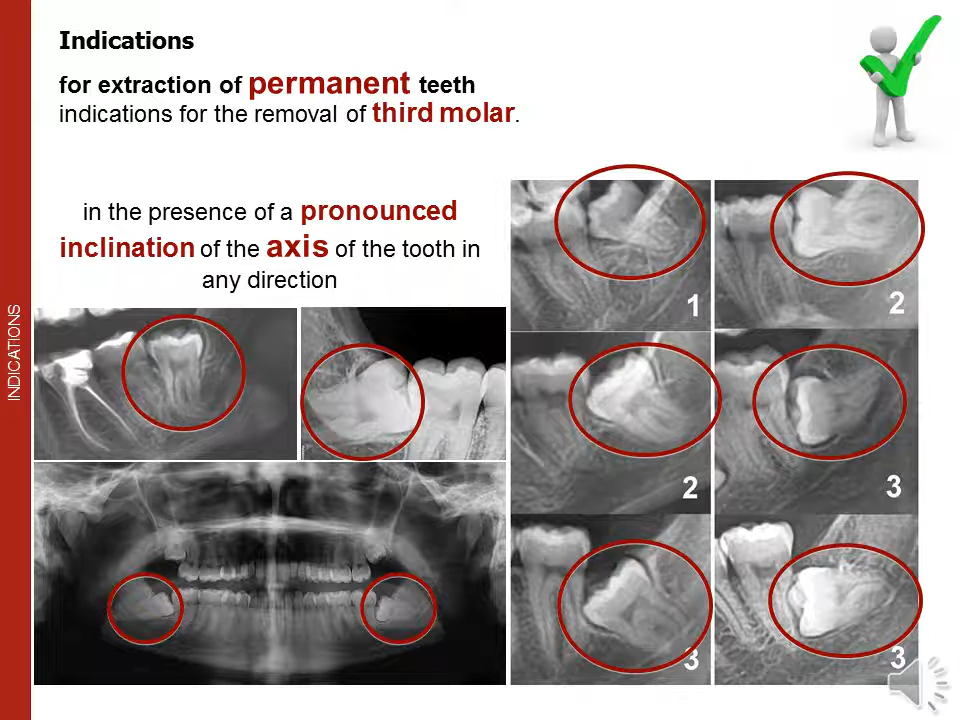 Indications
for extraction of permanent teeth
indications for the removal of third molar.
in the presence of a pronounced
inclination of the axis of the tooth in
any direction
INDICATIONS
1
2
2
3
3
3